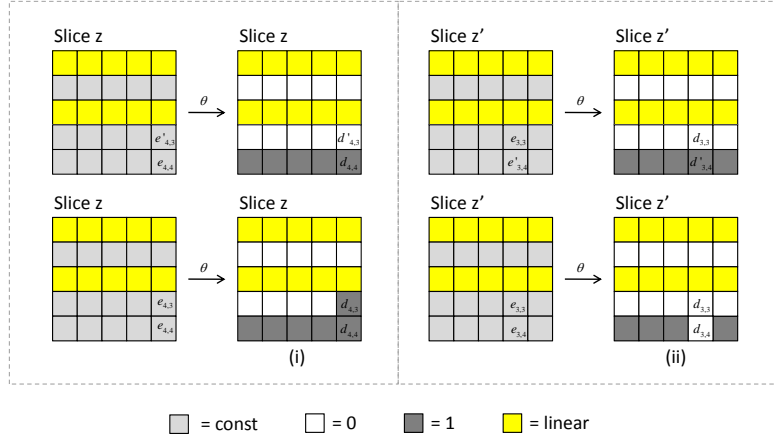 Slice z
Slice z
Slice z'
Slice z'
θ
θ
e'4,3
d'4,3
e3,3
d3,3
e4,4
d4,4
e'3,4
d'3,4
Slice z
Slice z
Slice z'
Slice z'
θ
θ
e4,3
d4,3
e3,3
d3,3
e4,4
d4,4
e3,4
d3,4
(i)
(ii)
= const
= 0
= 1
= linear